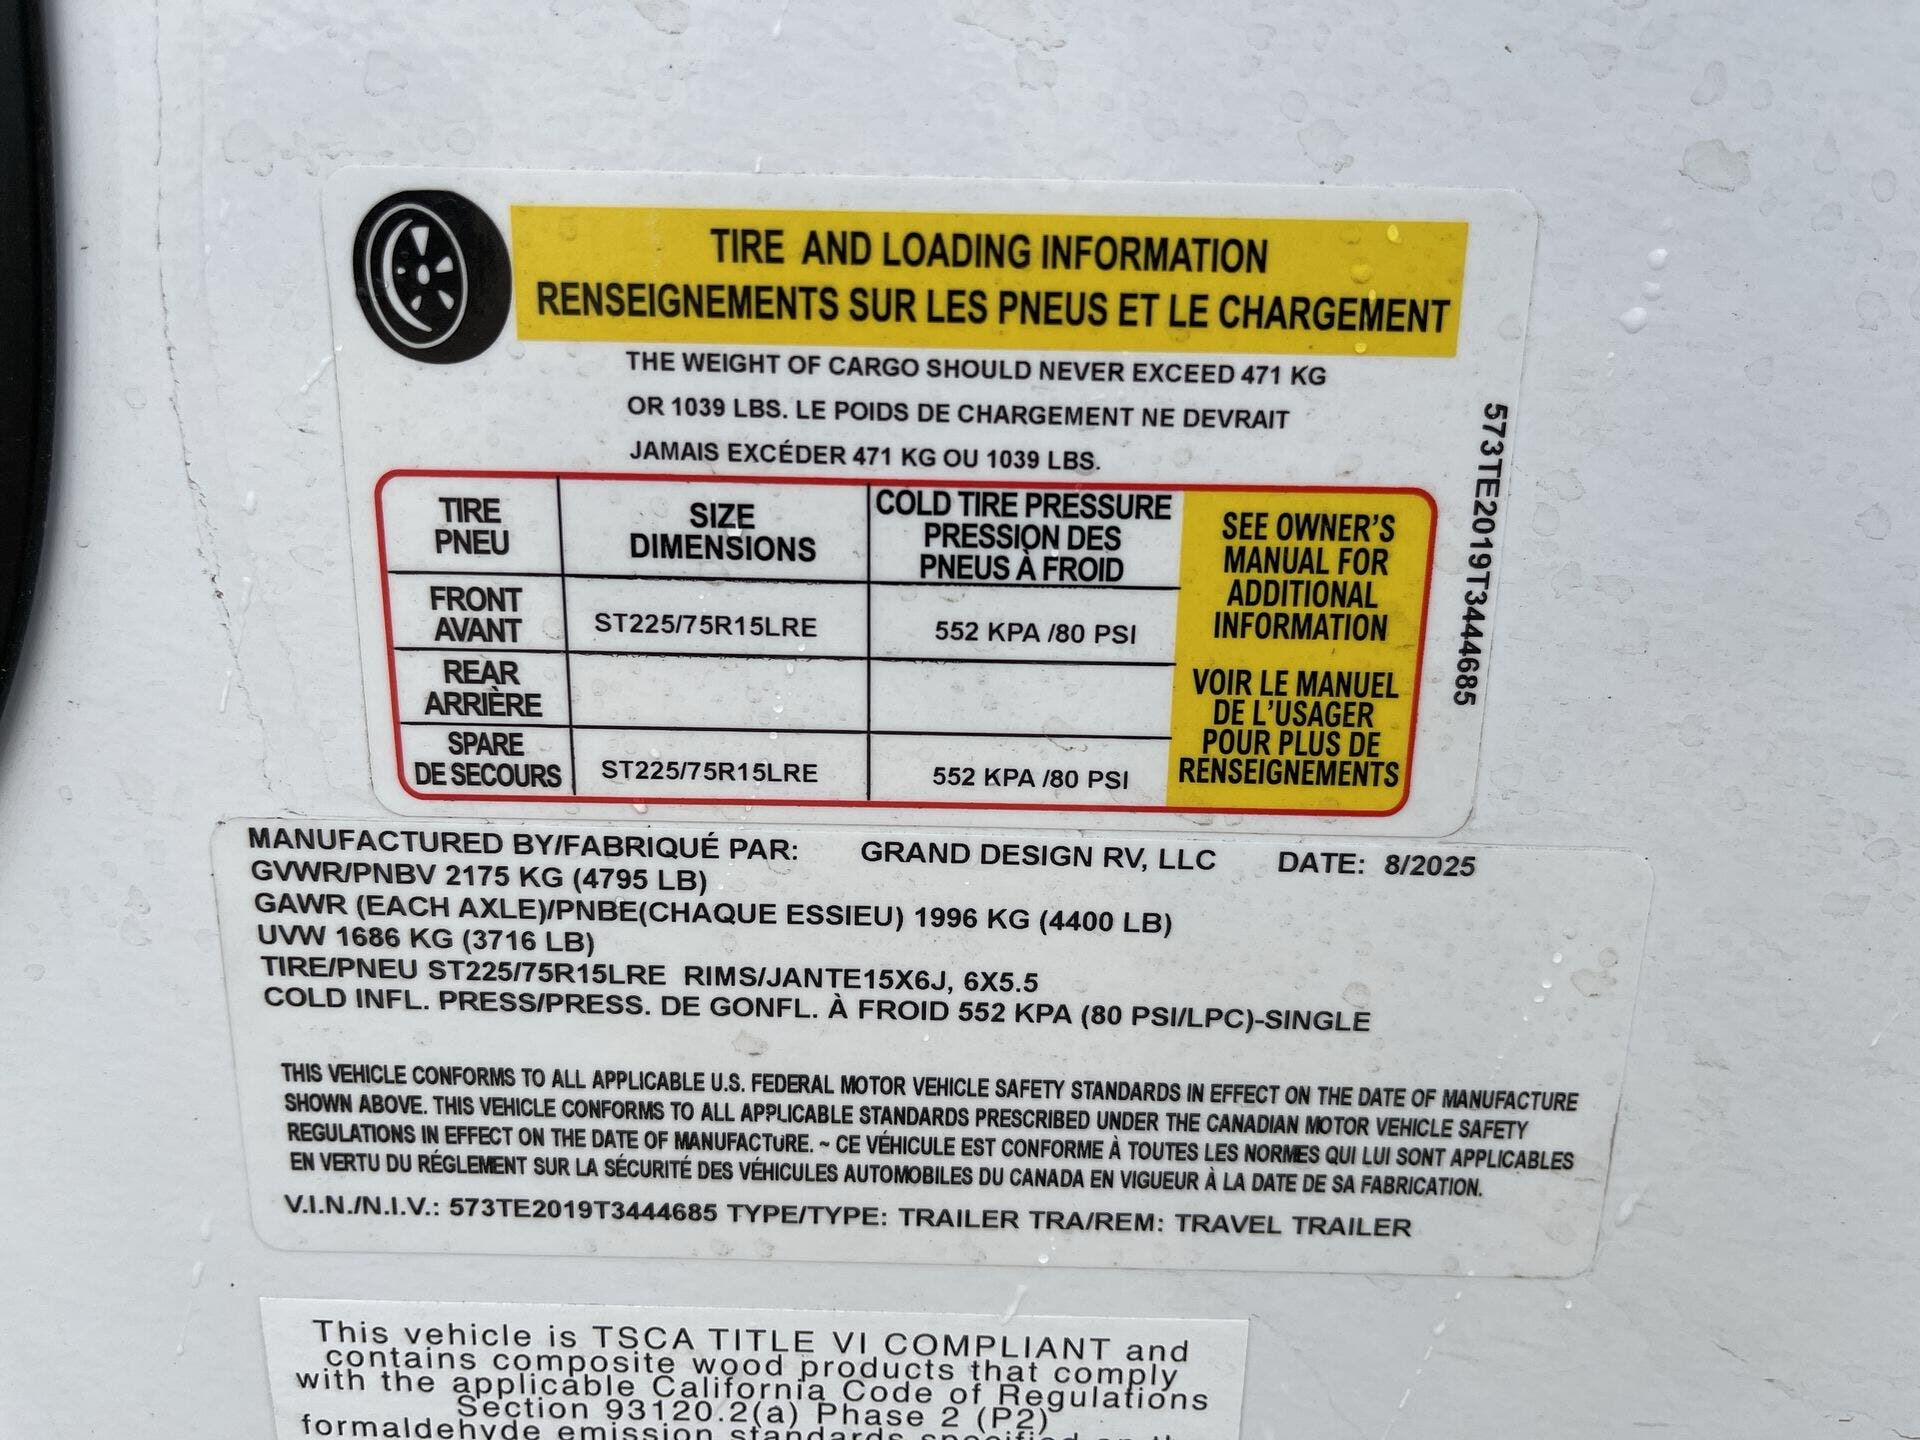 TIRE AND LOADING INFORMATION
RENSEIGNEMENTS SUR LES PNEUS ET LE CHARGEMENT
THE WEIGHT OF CARGO SHOULD NEVER EXCEED 471 KG
OR 1039 LBS. LE POIDS DE CHARGEMENT NE DEVRAIT
JAMAIS EXCÉDER 471 KG OU 1039 LBS.
TIRE
PNEU
SIZE
DIMENSIONS
COLD TIRE PRESSURE
PRESSION DES
PNEUS À FROID
FRONT
AVANT
ST225/75R15LRE
552 KPA /80 PSI
REAR
ARRIÈRE
SPARE
DE SECOURS
ST225/75R15LRE
552 KPA /80 PSI
SEE OWNER'S
MANUAL FOR
ADDITIONAL
INFORMATION
VOIR LE MANUEL
DE L'USAGER
POUR PLUS DE
RENSEIGNEMENTS
573TE2019T3444685
MANUFACTURED BY/FABRIQUÉ PAR: GRAND DESIGN RV, LLC DATE: 8/2025
GVWR/PNBV 2175 KG (4795 LB)
GAWR (EACH AXLE)/PNBE(CHAQUE ESSIEU) 1996 KG (4400 LB)
UVW 1686 KG (3716 LB)
TIRE/PNEU ST225/75R15LRE RIMS/JANTE15X6J, 6X5.5
COLD INFL. PRESS/PRESS. DE GONFL. À FROID 552 KPA (80 PSI/LPC)-SINGLE
THIS VEHICLE CONFORMS TO ALL APPLICABLE U.S. FEDERAL MOTOR VEHICLE SAFETY STANDARDS IN EFFECT ON THE DATE OF MANUFACTURE
SHOWN ABOVE. THIS VEHICLE CONFORMS TO ALL APPLICABLE STANDARDS PRESCRIBED UNDER THE CANADIAN MOTOR VEHICLE SAFETY
REGULATIONS IN EFFECT ON THE DATE OF MANUFACTURE. ~ CE VÉHICULE EST CONFORME À TOUTES LES NORMES QUI LUI SONT APPLICABLES
EN VERTU DU RÉGLEMENT SUR LA SÉCURITÉ DES VÉHICULES AUTOMOBILES DU CANADA EN VIGUEUR À LA DATE DE SA FABRICATION.
V.I.N./N.I.V.: 573TE2019T3444685 TYPE/TYPE: TRAILER TRA/REM: TRAVEL TRAILER
This vehicle is TSCA TITLE VI COMPLIANT and
contains composite wood products that comply
with the applicable California Code of Regulations
Section 93120.2(a) Phase 2 (P2)
formaldehyde emission standards specified